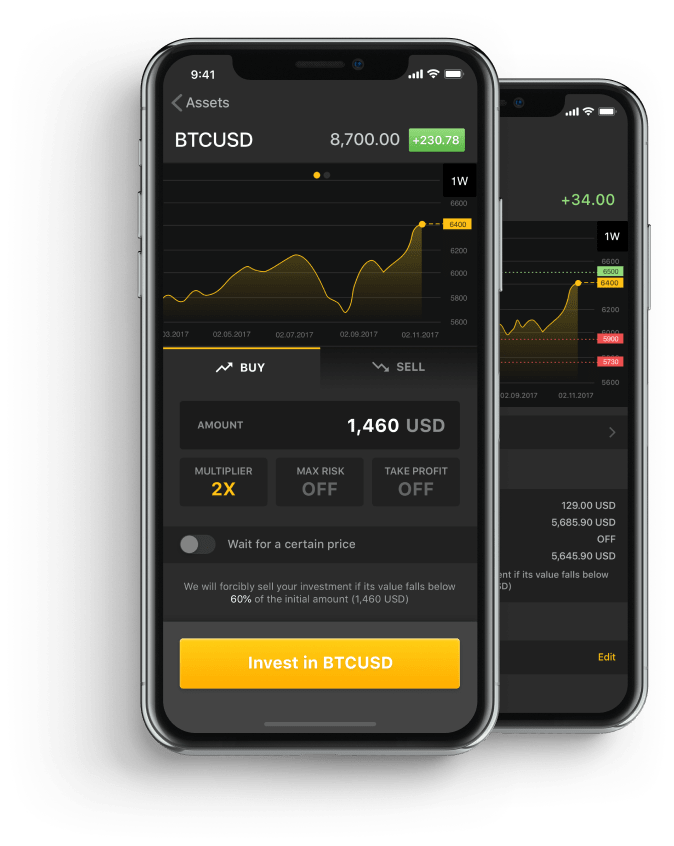 9:41
Assets
BTCUSD 8,700.00 +230.78
1W
6600
6400
6200
6000
5800
5600
03.2017 02.05.2017 02.07.2017 02.09.2017 02.11.2017
BUY SELL
AMOUNT 1,460 USD
MULTIPLIER MAX RISK TAKE PROFIT
2X OFF OFF
Wait for a certain price
We will forcibly sell your investment if its value falls below
60% of the initial amount (1,460 USD)
Invest in BTCUSD
+34.00
1W
6600
6500
6400
6200
6000
5900
5730
5600
02.09.2017 02.11.2017
129.00 USD
5,685.90 USD
OFF
5,645.90 USD
ent if its value falls below
SD)
Edit